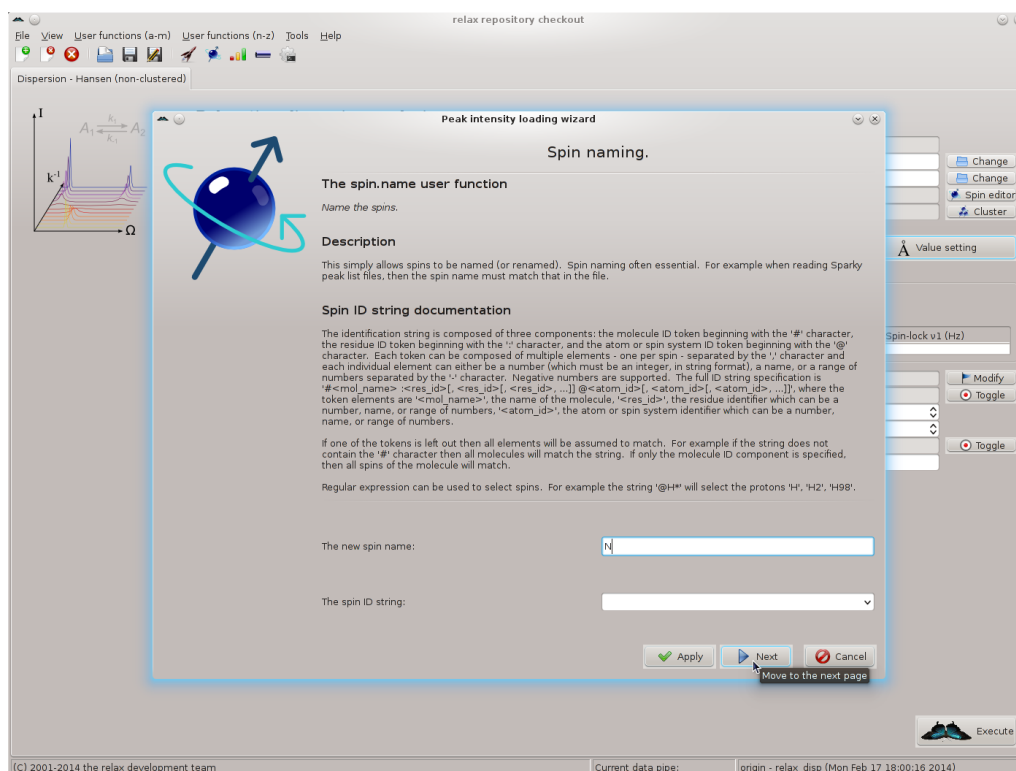 relax repository checkout
File View User functions (a-m) User functions (n-z) Tools Help
Dispersion - Hansen (non-clustered)
I
A1 k1 A2
k-1
k-1
Ω
Peak intensity loading wizard
Spin naming.
The spin.name user function
Name the spins.
Description
This simply allows spins to be named (or renamed). Spin naming often essential. For example when reading Sparky
peak list files, then the spin name must match that in the file.
Spin ID string documentation
The identification string is composed of three components: the molecule ID token beginning with the '#' character,
the residue ID token beginning with the ':' character, and the atom or spin system ID token beginning with the '@'
character. Each token can be composed of multiple elements - one per spin - separated by the ',' character and
each individual element can either be a number (which must be an integer, in string format), a name, or a range of
numbers separated by the '-' character. Negative numbers are supported. The full ID string specification is
'#<mol_name> :<res_id>[, <res_id>[, <res_id>, ...]] @<atom_id>[, <atom_id>[, <atom_id>, ...]]', where the
token elements are '<mol_name>', the name of the molecule, '<res_id>', the residue identifier which can be a
number, name, or range of numbers, '<atom_id>', the atom or spin system identifier which can be a number,
name, or range of numbers.
If one of the tokens is left out then all elements will be assumed to match. For example if the string does not
contain the '#' character then all molecules will match the string. If only the molecule ID component is specified,
then all spins of the molecule will match.
Regular expression can be used to select spins. For example the string '@H*' will select the protons 'H', 'H2', 'H98'.
The new spin name: N
The spin ID string:
Apply Next Cancel
Move to the next page
Change
Change
Spin editor
Cluster
Å Value setting
Spin-lock ν1 (Hz)
Modify
Toggle
Toggle
Execute
(C) 2001-2014 the relax development team Current data pipe: origin - relax_disp (Mon Feb 17 18:00:16 2014)